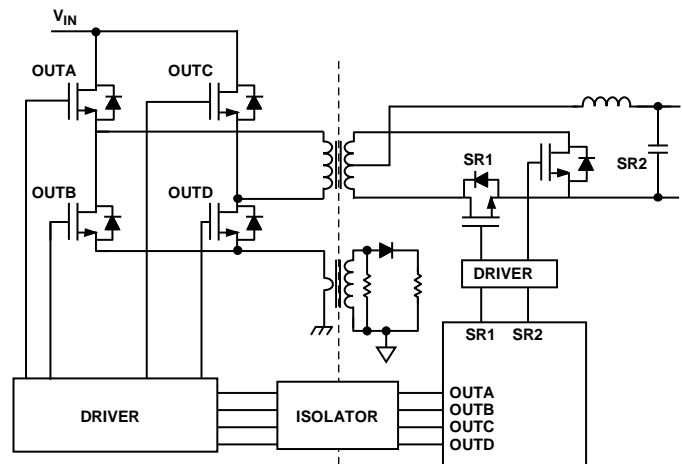 VIN
OUTA
OUTC
SR1
SR2
OUTB
OUTD
DRIVER
SR1 SR2
DRIVER
ISOLATOR
OUTA
OUTB
OUTC
OUTD